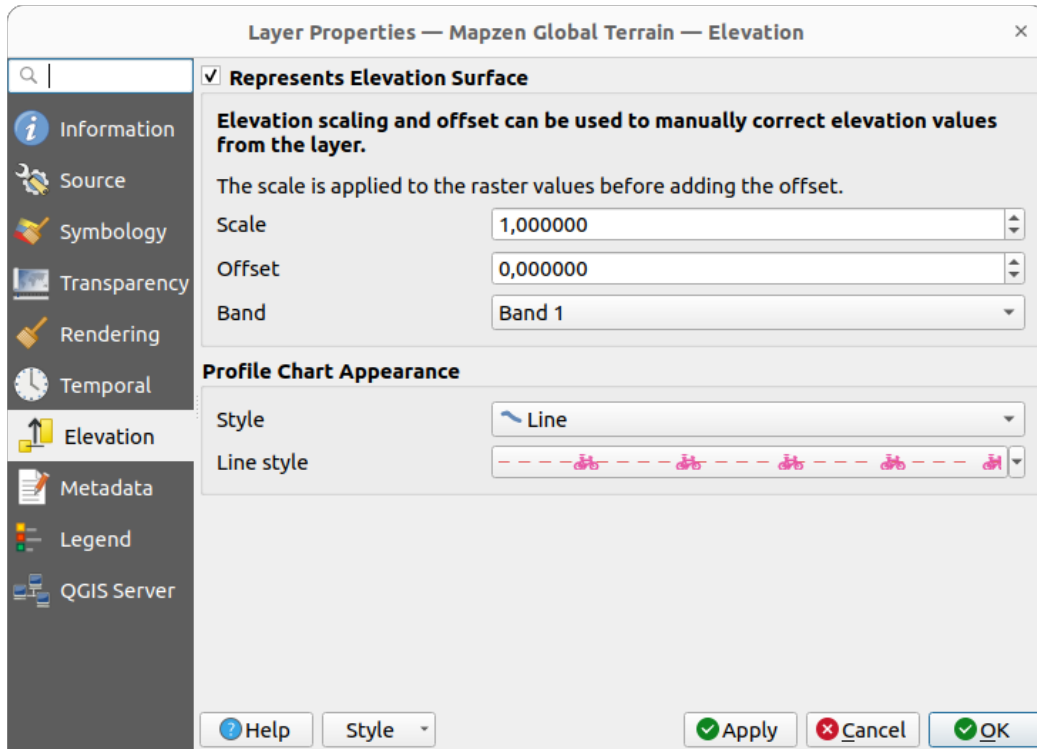 Layer Properties — Mapzen Global Terrain — Elevation
Information
Source
Symbology
Transparency
Rendering
Temporal
Elevation
Metadata
Legend
QGIS Server
Represents Elevation Surface
Elevation scaling and offset can be used to manually correct elevation values
from the layer.
The scale is applied to the raster values before adding the offset.
Scale 1,000000
Offset 0,000000
Band Band 1
Profile Chart Appearance
Style Line
Line style
Help Style Apply Cancel OK